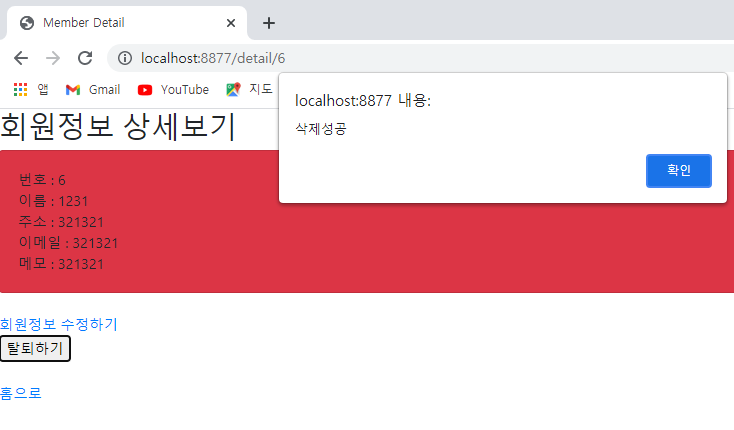 Member Detail
localhost:8877/detail/6
앱 Gmail YouTube 지도
localhost:8877 내용:
삭제성공
확인
회원정보 상세보기
번호 : 6
이름 : 1231
주소 : 321321
이메일 : 321321
메모 : 321321
회원정보 수정하기
탈퇴하기
홈으로